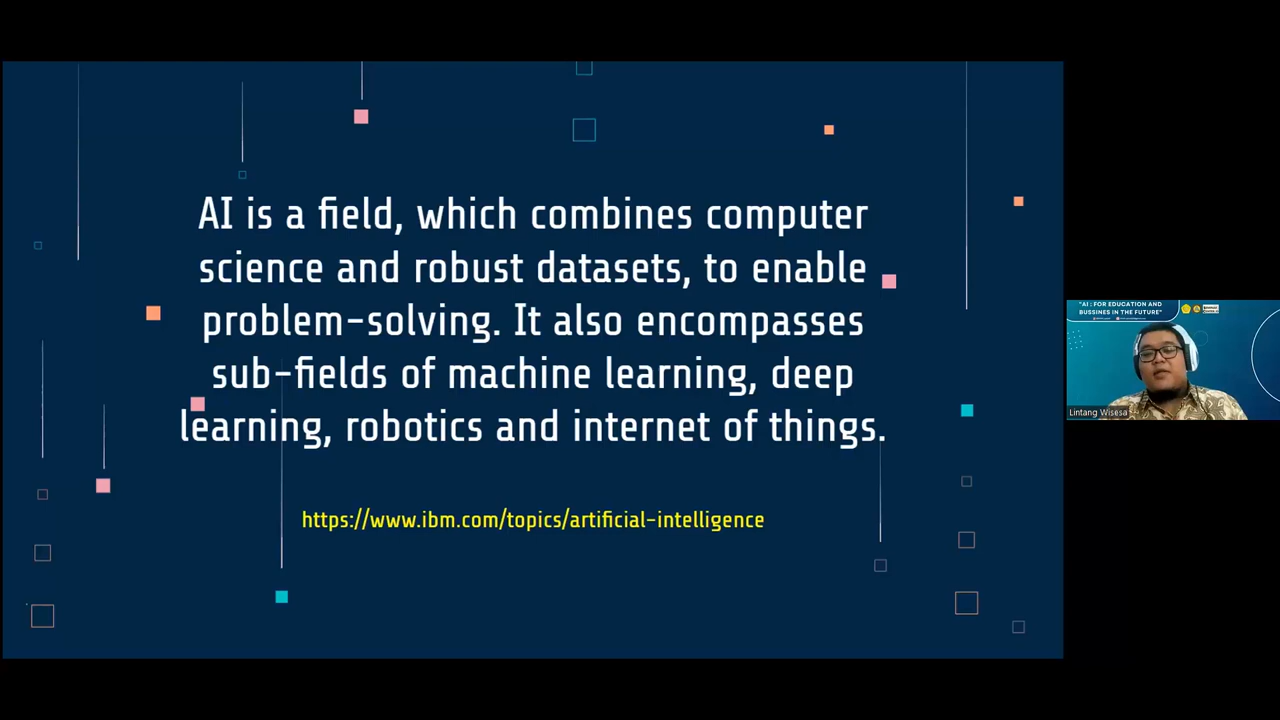 AI is a field, which combines computer
science and robust datasets, to enable
problem-solving. It also encompasses
sub-fields of machine learning, deep
learning, robotics and internet of things.
https://www.ibm.com/topics/artificial-intelligence
"AI : FOR EDUCATION AND
BUSSINES IN THE FUTURE"
Lintang Wisesa